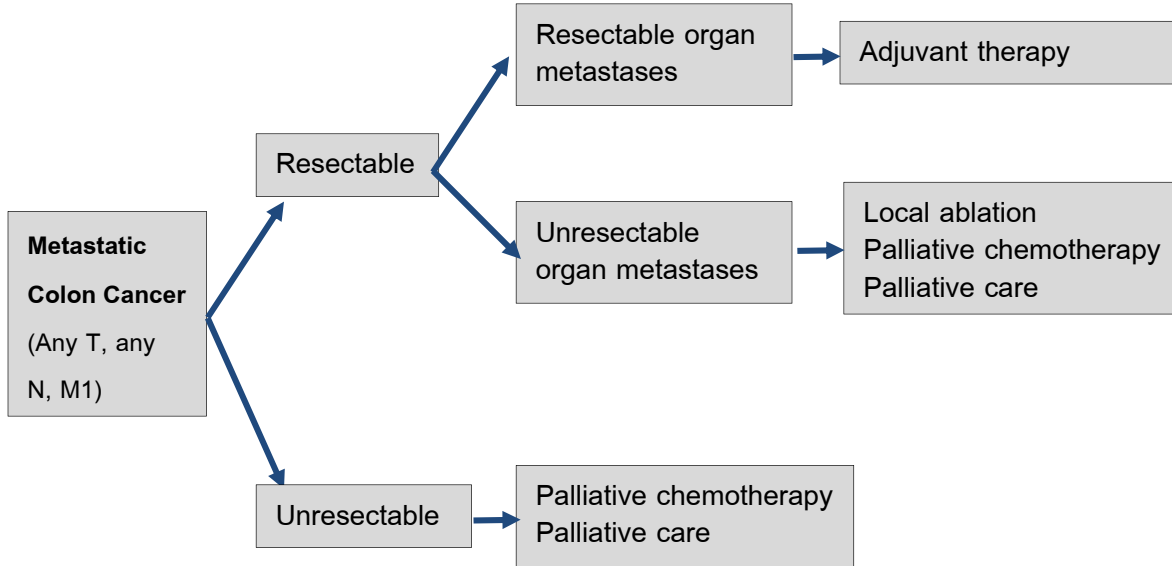 Metastatic
Colon Cancer
(Any T, any
N, M1)
Resectable
Resectable organ
metastases
Adjuvant therapy
Unresectable
organ metastases
Local ablation
Palliative chemotherapy
Palliative care
Unresectable
Palliative chemotherapy
Palliative care